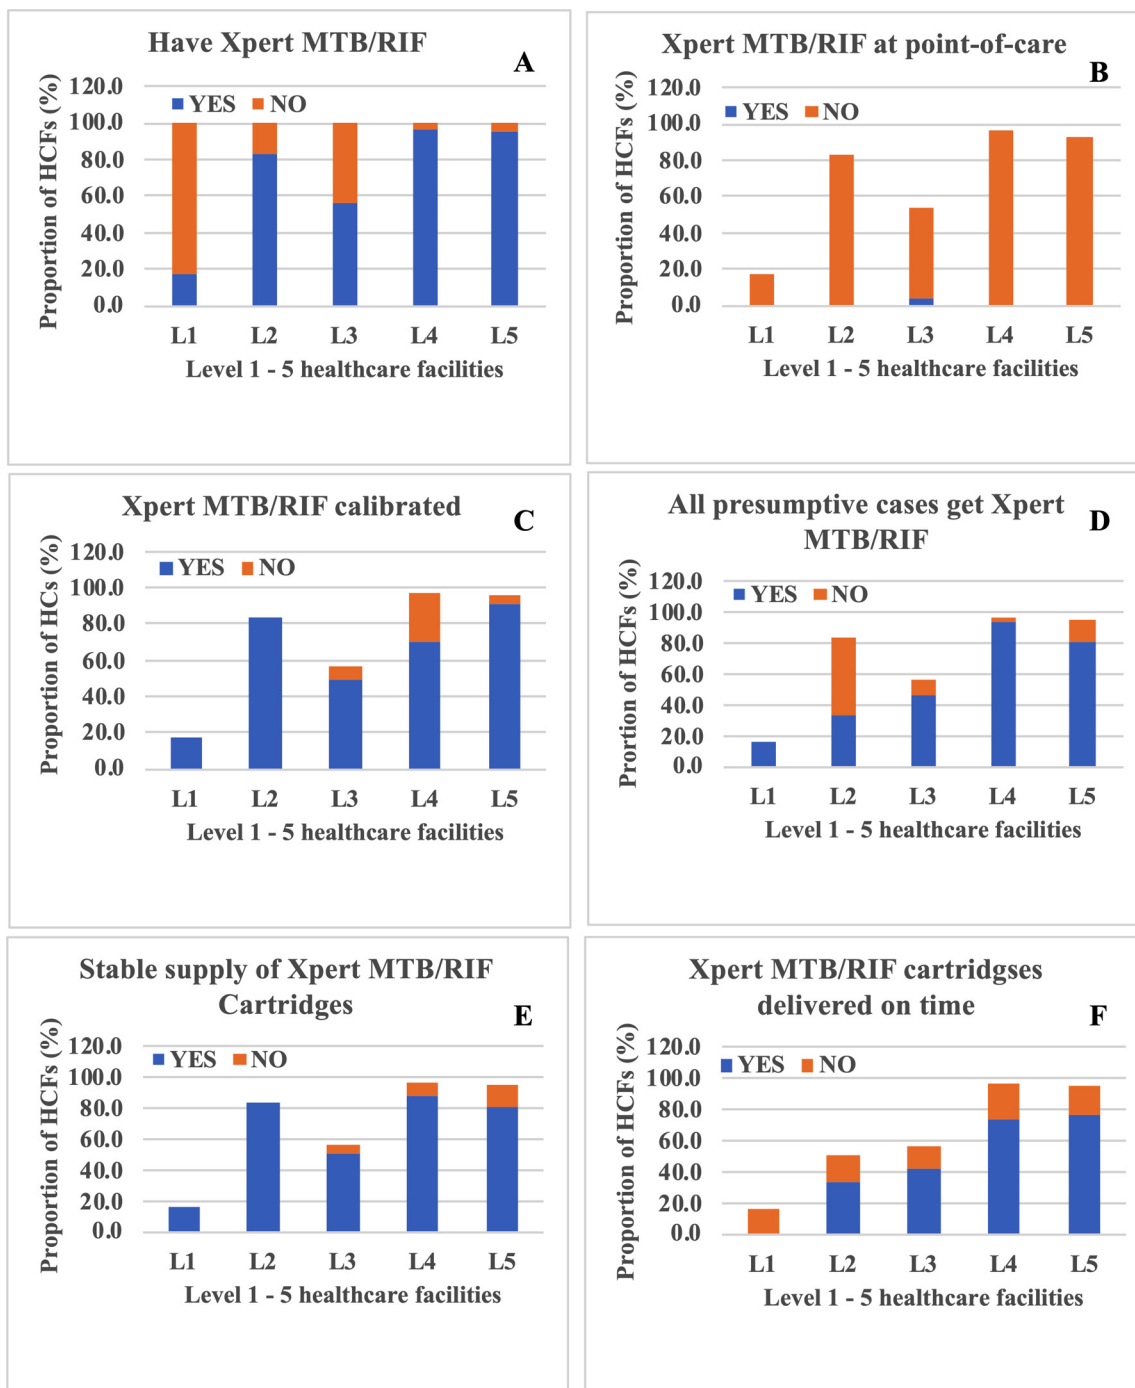 Have Xpert MTB/RIF
A
Proportion of HCFs (%)
120.0
100.0
80.0
60.0
40.0
20.0
0.0
YES NO
L1 L2 L3 L4 L5
Level 1 - 5 healthcare facilities
Xpert MTB/RIF at point-of-care
B
Proportion of HCFs (%)
120.0
100.0
80.0
60.0
40.0
20.0
0.0
YES NO
L1 L2 L3 L4 L5
Level 1 - 5 healthcare facilities
Xpert MTB/RIF calibrated
C
Proportion of HCs (%)
120.0
100.0
80.0
60.0
40.0
20.0
0.0
YES NO
L1 L2 L3 L4 L5
Level 1 - 5 healthcare facilities
All presumptive cases get Xpert
MTB/RIF
D
Prortion of HCFs (%)
120.0
100.0
80.0
60.0
40.0
20.0
0.0
YES NO
L1 L2 L3 L4 L5
Level 1 - 5 healthcare facilities
Stable supply of Xpert MTB/RIF
Cartridges
E
Proportion of HCFs (%)
120.0
100.0
80.0
60.0
40.0
20.0
0.0
YES NO
L1 L2 L3 L4 L5
Level 1 - 5 healthcare facilities
Xpert MTB/RIF cartridgses
delivered on time
F
Proportion of HCFs (%)
120.0
100.0
80.0
60.0
40.0
20.0
0.0
YES NO
L1 L2 L3 L4 L5
Level 1 - 5 healthcare facilities